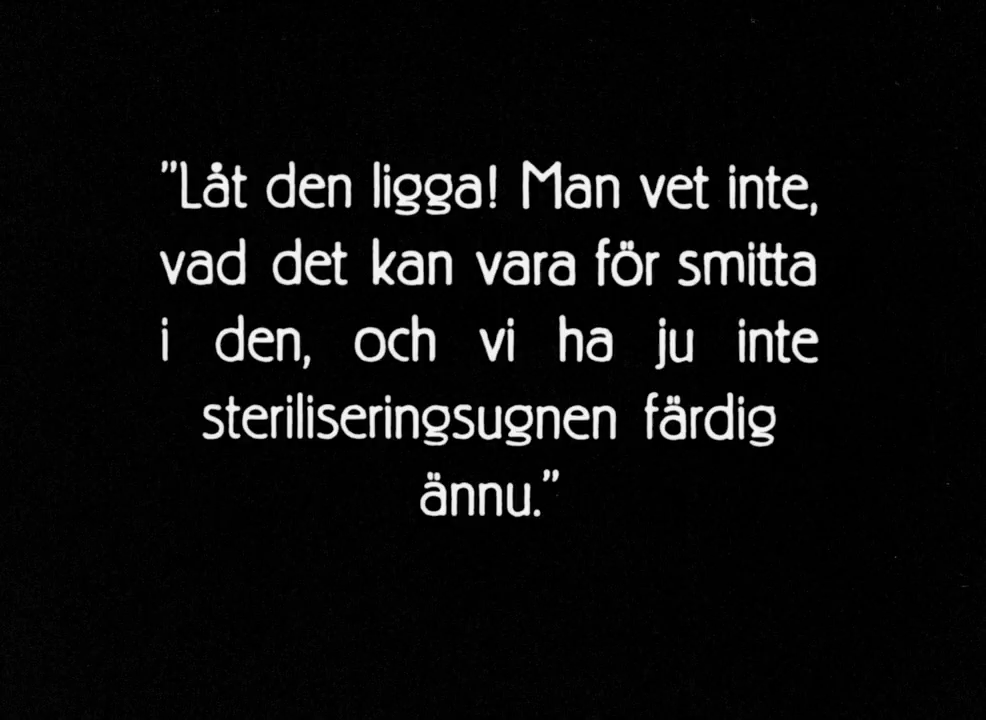 "Låt den ligga! Man vet inte,
vad det kan vara för smitta
i den, och vi ha ju inte
steriliseringsugnen färdig
ännu."